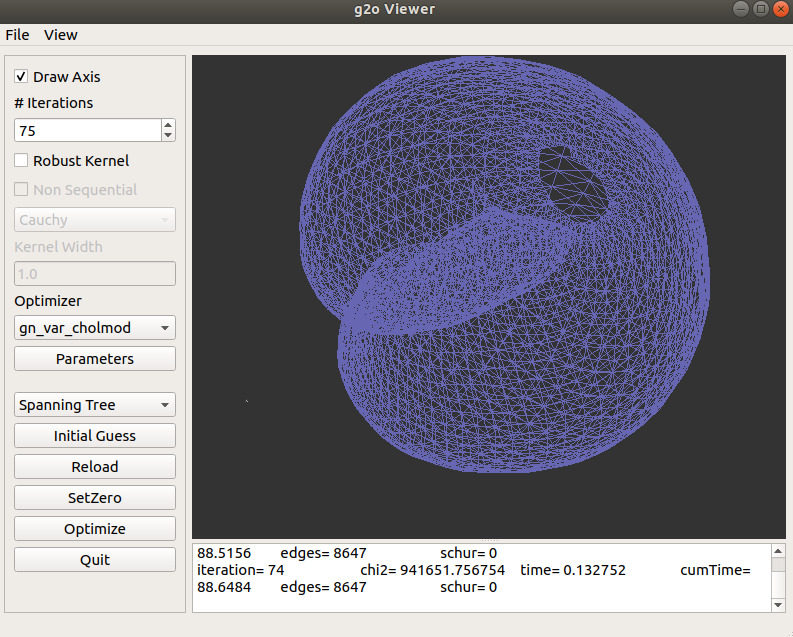 g2o Viewer
File View
Draw Axis
# Iterations
75
Robust Kernel
Non Sequential
Cauchy
Kernel Width
1.0
Optimizer
gn_var_cholmod
Parameters
Spanning Tree
Initial Guess
Reload
SetZero
Optimize
Quit
88.5156 edges= 8647 schur= 0
iteration= 74 chi2= 941651.756754 time= 0.132752 cumTime=
88.6484 edges= 8647 schur= 0